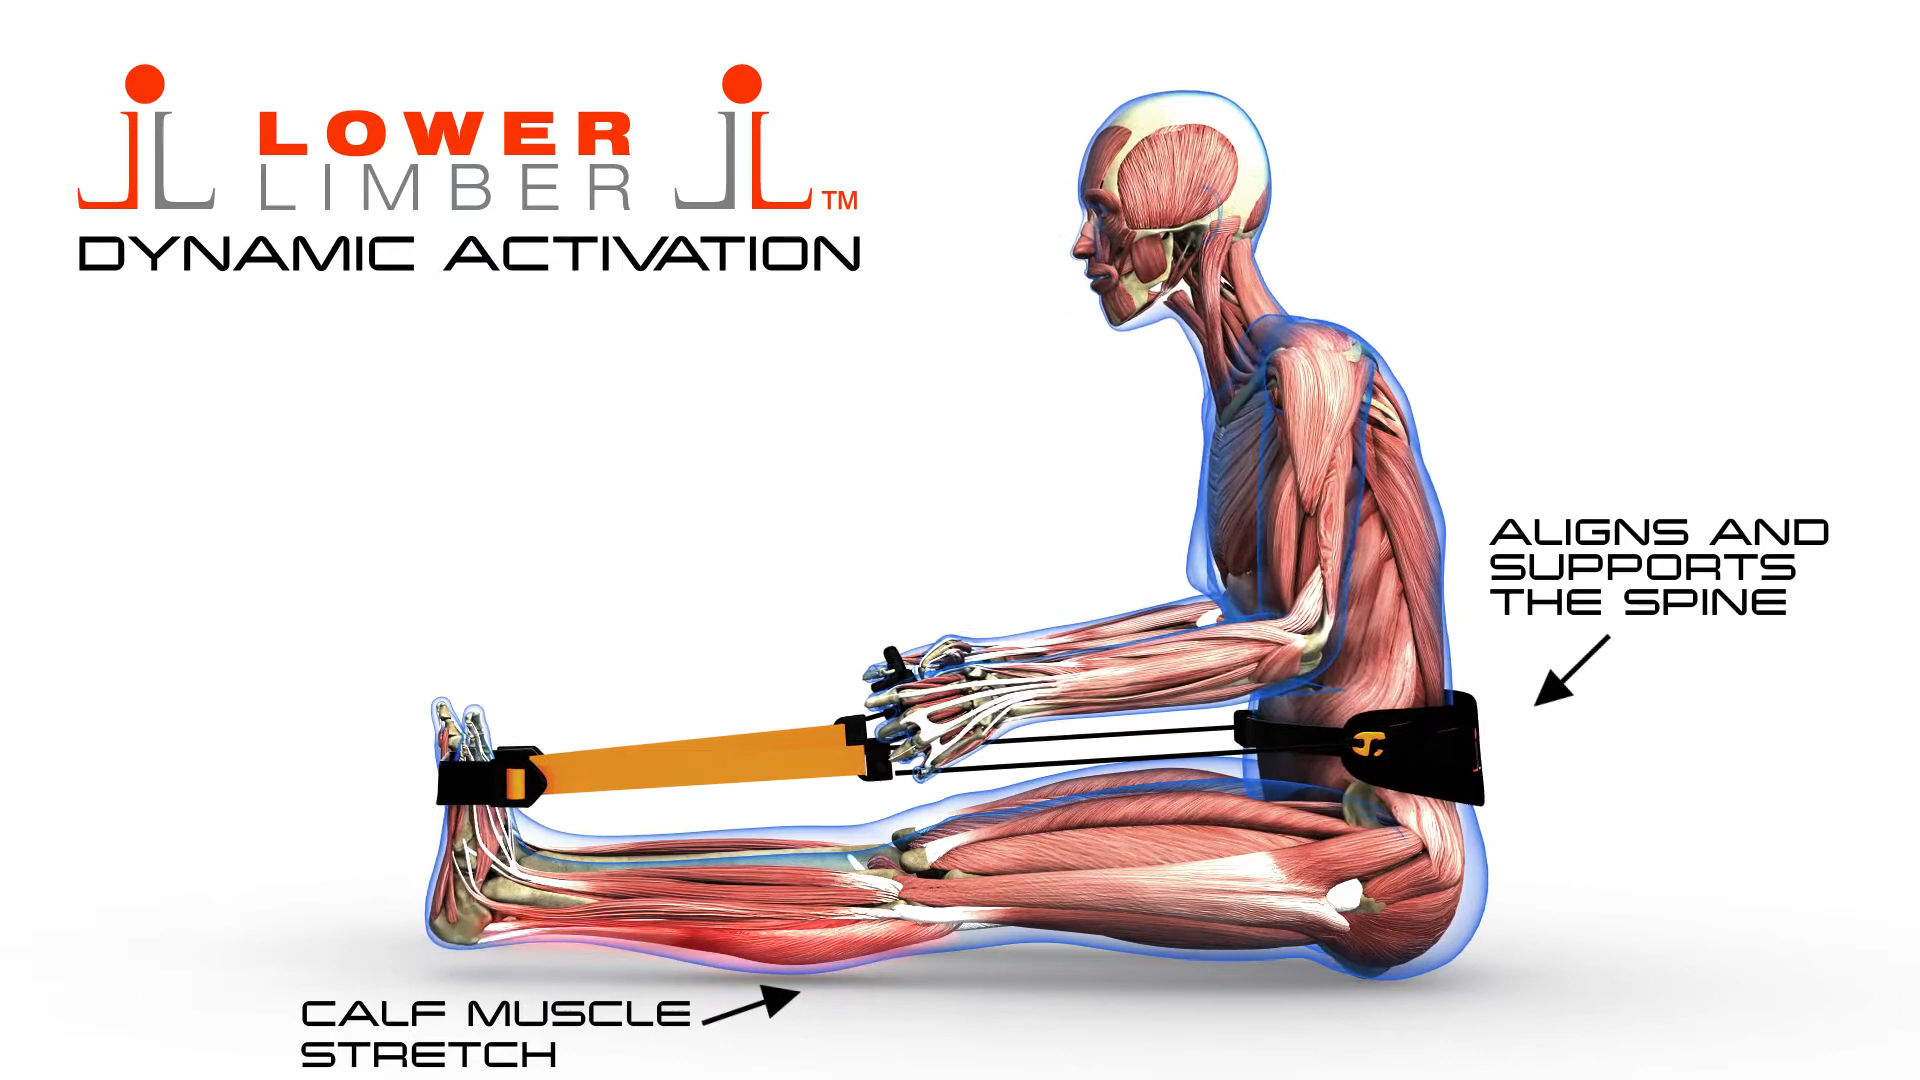 LOWER
LIMBER
TM
DYNAMIC ACTIVATION
ALIGNS AND
SUPPORTS
THE SPINE
CALF MUSCLE
STRETCH